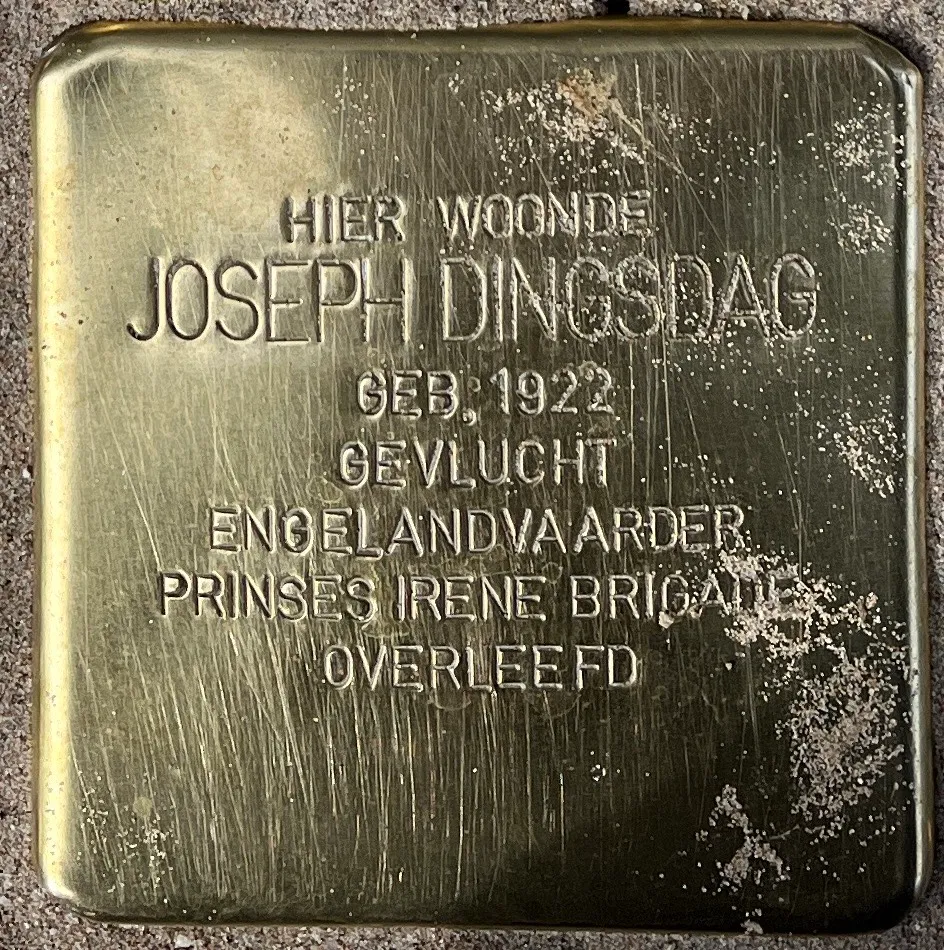 HIER WOONDE
JOSEPH DINGSDAG
GEB. 1922
GEVLUCHT
ENGELANDVAARDER
PRINSES IRENE BRIGADE
OVERLEEFD